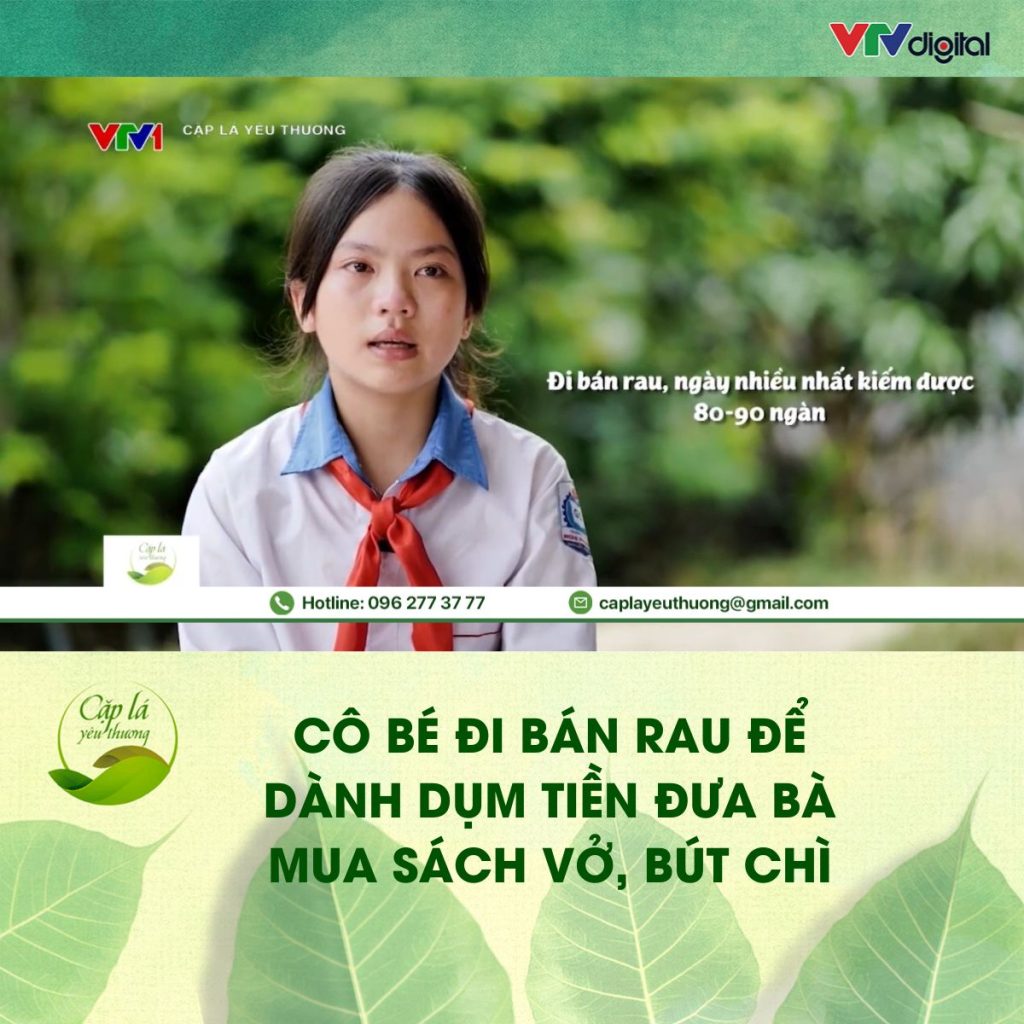 VTVdigital
VTV1 CẶP LÁ YÊU THƯƠNG
Đi bán rau, ngày nhiều nhất kiếm được
80-90 ngàn
Cặp lá
yêu thương
Hotline: 096 277 37 77 caplayeuthuong@gmail.com
Cặp lá
yêu thương
CÔ BÉ ĐI BÁN RAU ĐỂ
DÀNH DỤM TIỀN ĐƯA BÀ
MUA SÁCH VỞ, BÚT CHÌ